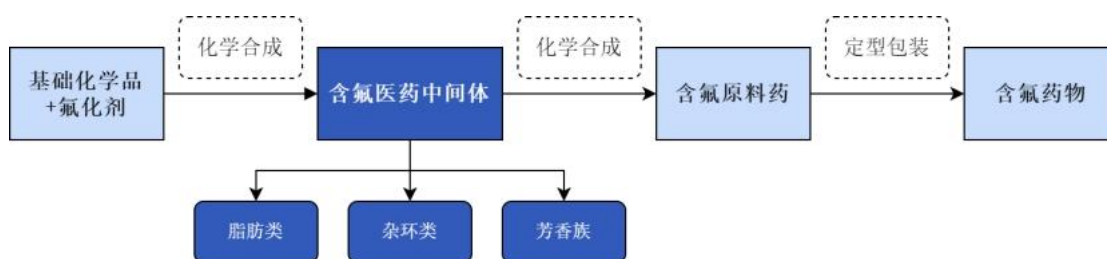 化学合成
化学合成
定型包装
基础化学品
+氟化剂
含氟医药中间体
含氟原料药
含氟药物
脂肪类
杂环类
芳香族